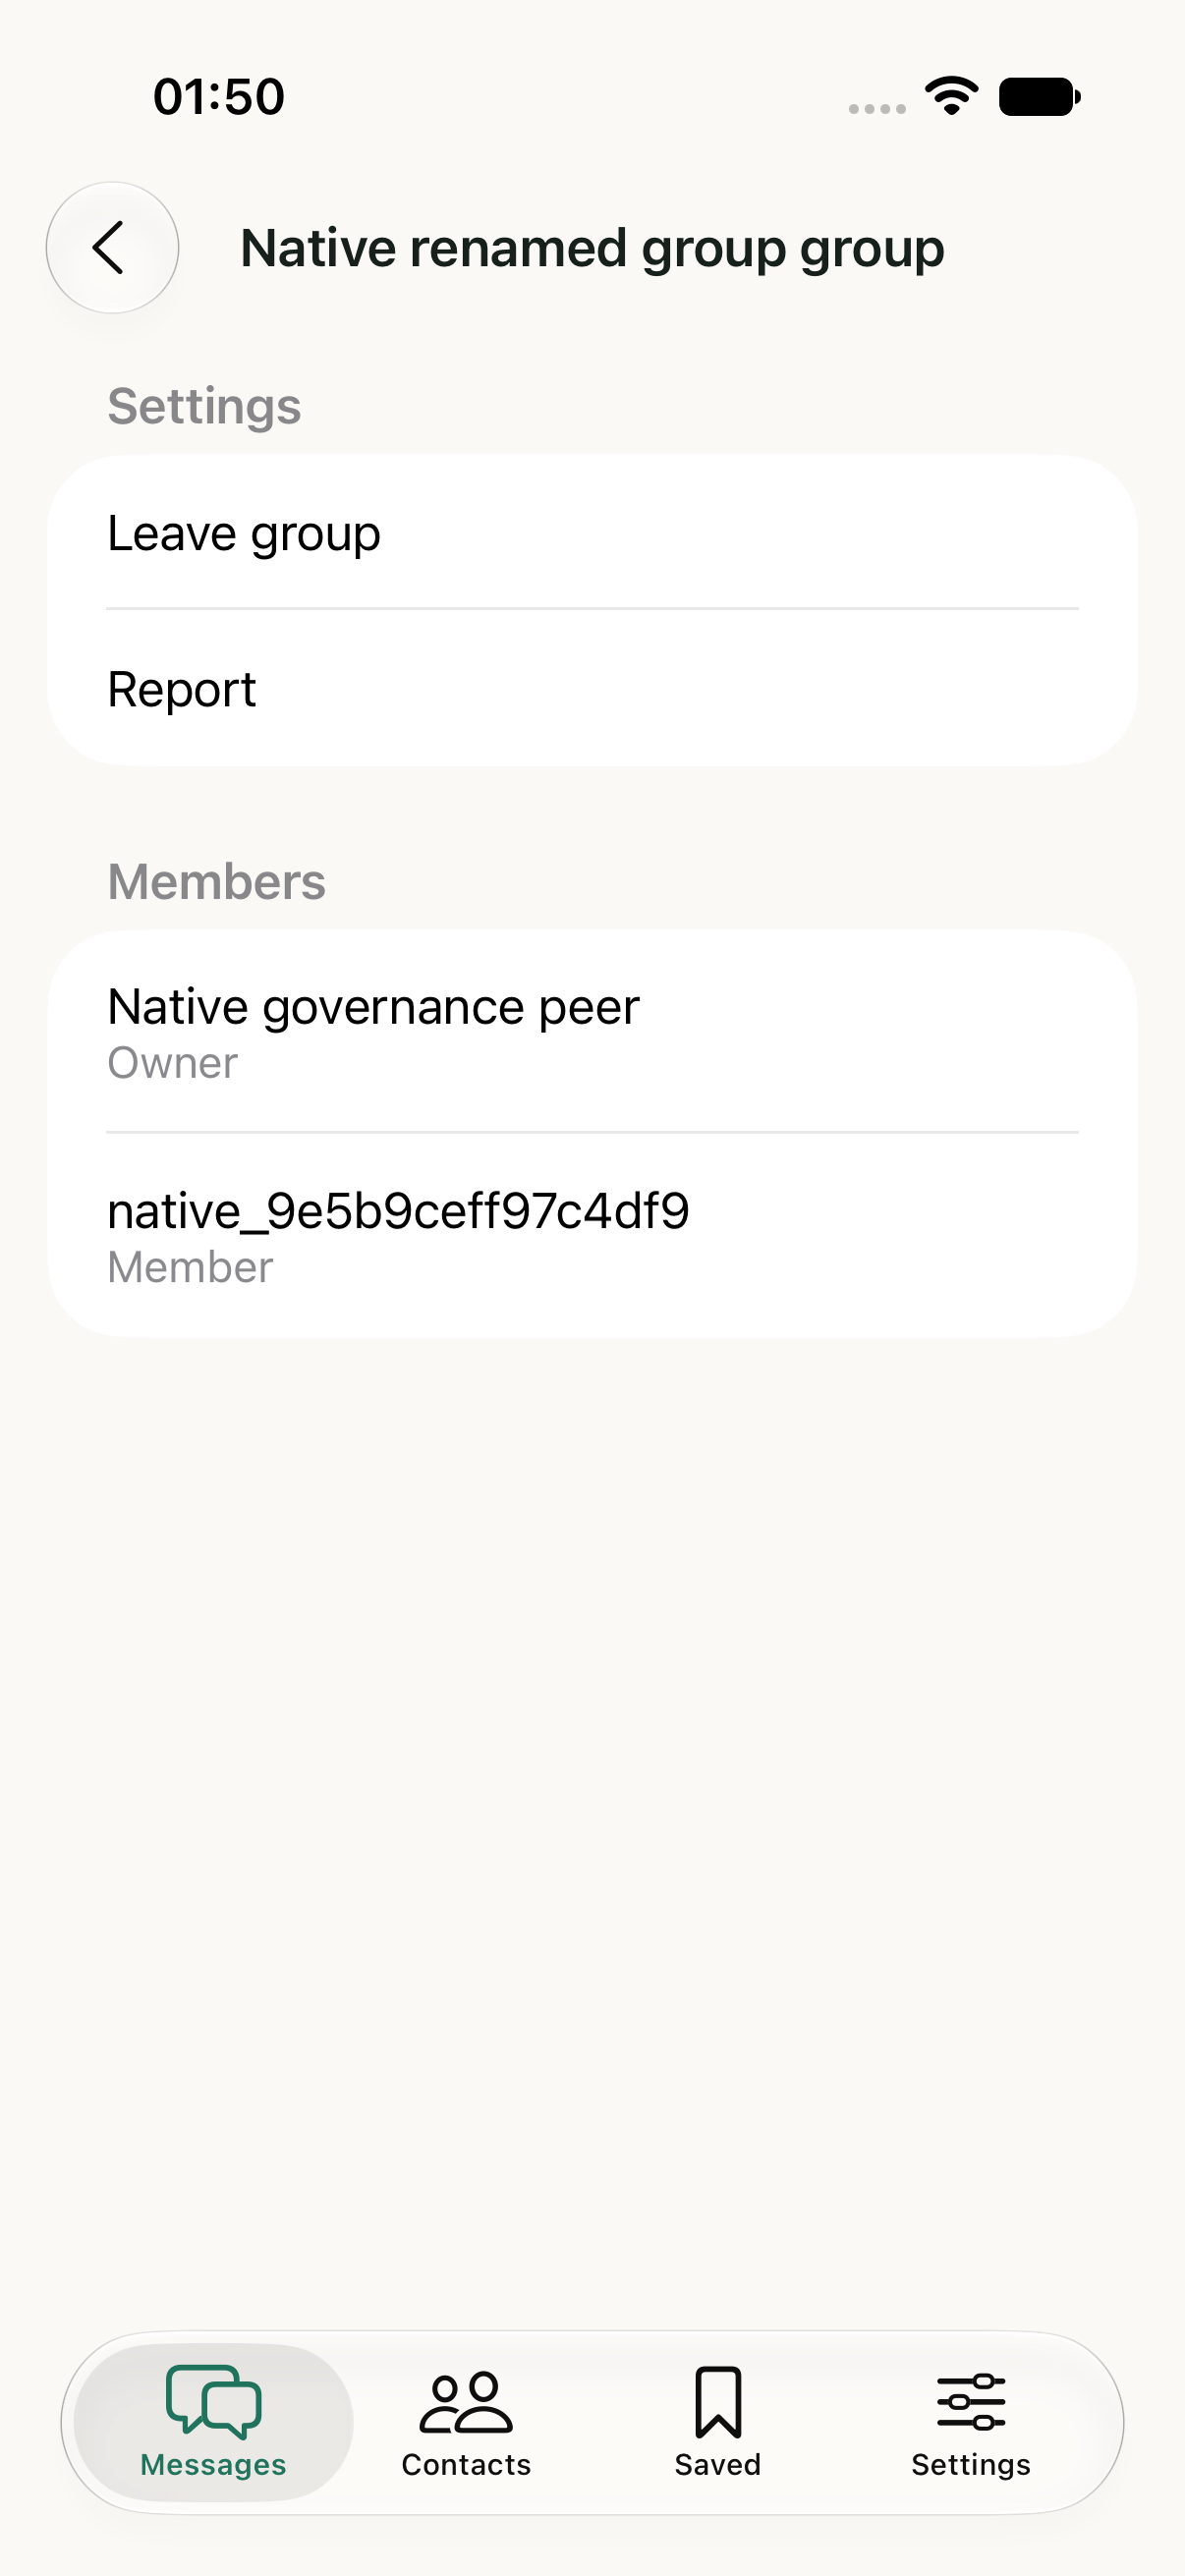 01:50
Native renamed group group
Settings
Leave group
Report
Members
Native governance peer
Owner
native_9e5b9ceff97c4df9
Member
Messages
Contacts
Saved
Settings